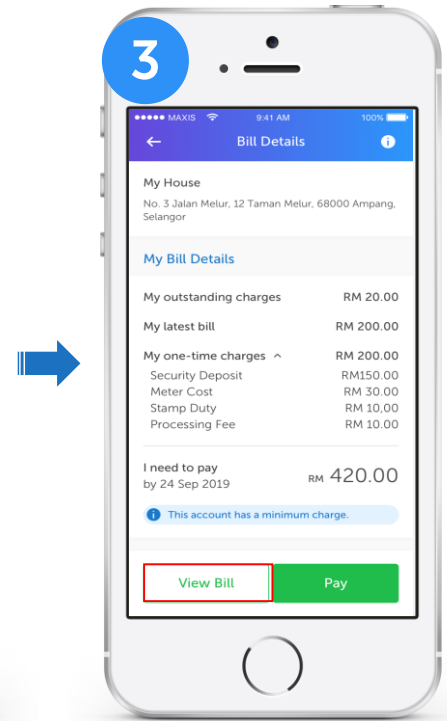 3
MAXIS 9:41 AM 100%
Bill Details
My House
No. 3 Jalan Melur, 12 Taman Melur, 68000 Ampang,
Selangor
My Bill Details
My outstanding charges RM 20.00
My latest bill RM 200.00
My one-time charges RM 200.00
Security Deposit RM150.00
Meter Cost RM 30.00
Stamp Duty RM 10,00
Processing Fee RM 10.00
I need to pay
by 24 Sep 2019 RM 420.00
This account has a minimum charge.
View Bill Pay